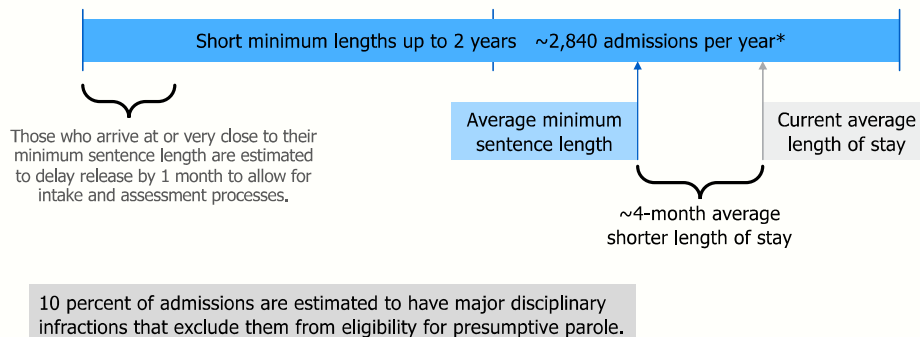 Short minimum lengths up to 2 years ~2,840 admissions per year*
Those who arrive at or very close to their
minimum sentence length are estimated
to delay release by 1 month to allow for
intake and assessment processes.
Average minimum
sentence length
Current average
length of stay
~4-month average
shorter length of stay
10 percent of admissions are estimated to have major disciplinary
infractions that exclude them from eligibility for presumptive parole.